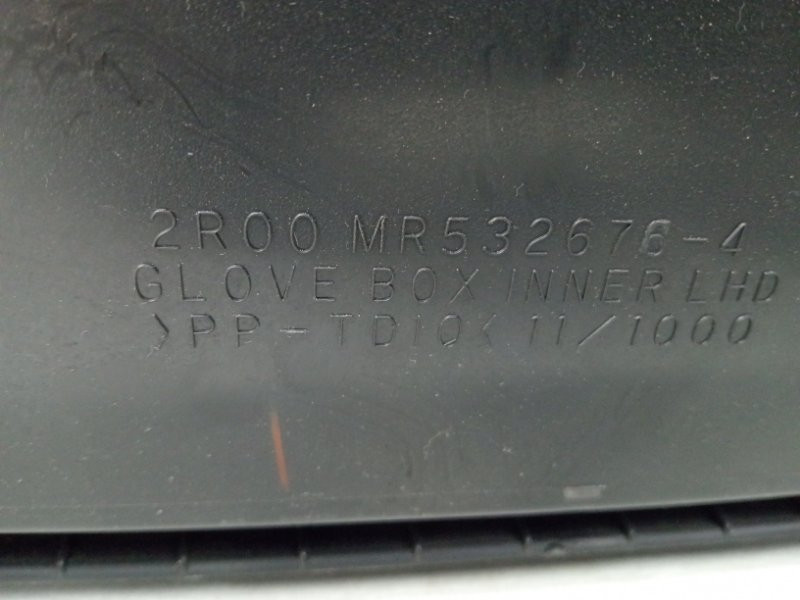 2R00 MR532676-4
GLOVE BOX INNER LHD
>PP-TD10< 11/1000